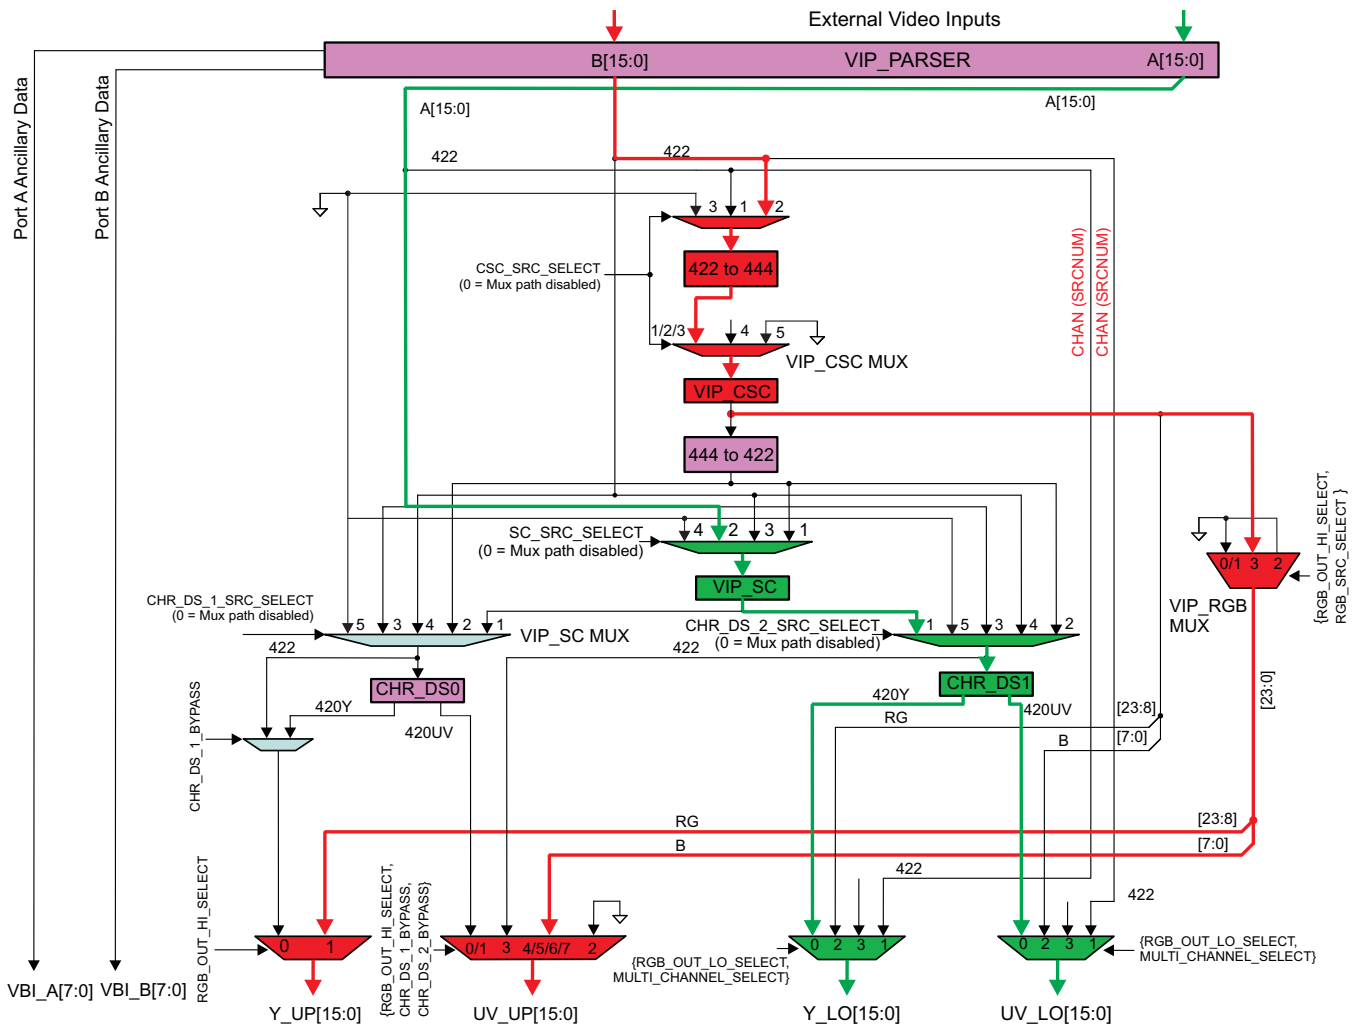 External Video Inputs
B[15:0]
VIP_PARSER
A[15:0]
A[15:0]
A[15:0]
Port A Ancillary Data
Port B Ancillary Data
422
422
3 1 2
CSC_SRC_SELECT
(0 = Mux path disabled)
422 to 444
CHAN (SRCNUM)
CHAN (SRCNUM)
1/2/3 4 5
VIP_CSC MUX
VIP_CSC
444 to 422
SC_SRC_SELECT
(0 = Mux path disabled)
4 2 3 1
{RGB_OUT_HI_SELECT,
RGB_SRC_SELECT }
0/1 3 2
VIP_RGB
MUX
VIP_SC
CHR_DS_1_SRC_SELECT
(0 = Mux path disabled)
5 3 4 2 1
VIP_SC MUX
CHR_DS_2_SRC_SELECT
(0 = Mux path disabled)
1 5 3 4 2
422
422
CHR_DS0
CHR_DS1
420Y
420UV
420Y
420UV
RG
[23:8]
B
[7:0]
[23:0]
CHR_DS_1_BYPASS
RG
[23:8]
B
[7:0]
422
422
RGB_OUT_HI_SELECT
0 1
{RGB_OUT_HI_SELECT,
CHR_DS_1_BYPASS,
CHR_DS_2_BYPASS}
0/1 3 4/5/6/7 2
0 2 3 1
{RGB_OUT_LO_SELECT,
MULTI_CHANNEL_SELECT}
0 2 3 1
{RGB_OUT_LO_SELECT,
MULTI_CHANNEL_SELECT}
VBI_A[7:0]
VBI_B[7:0]
Y_UP[15:0]
UV_UP[15:0]
Y_LO[15:0]
UV_LO[15:0]